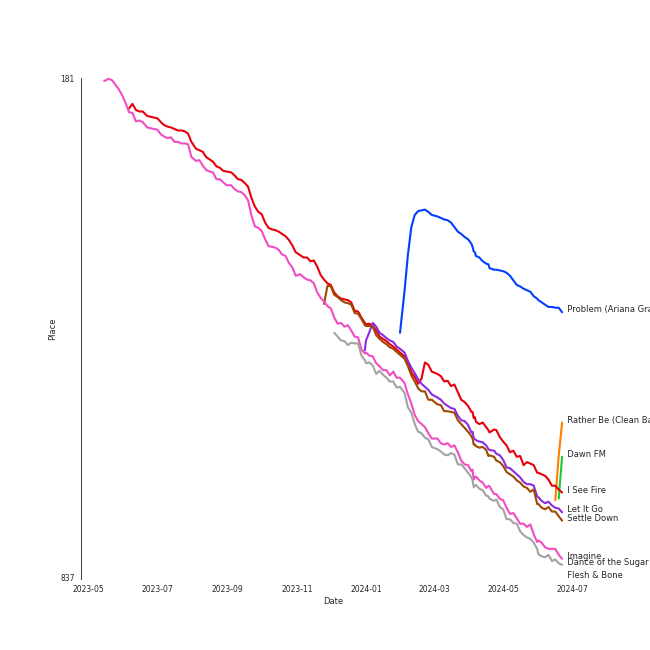 181
Place
837
Problem (Ariana Gra
Rather Be (Clean Ba
Dawn FM
I See Fire
Let It Go
Settle Down
Imagine
Dance of the Sugar
Flesh & Bone
2023-05 2023-07 2023-09 2023-11 2024-01 2024-03 2024-05 2024-07
Date